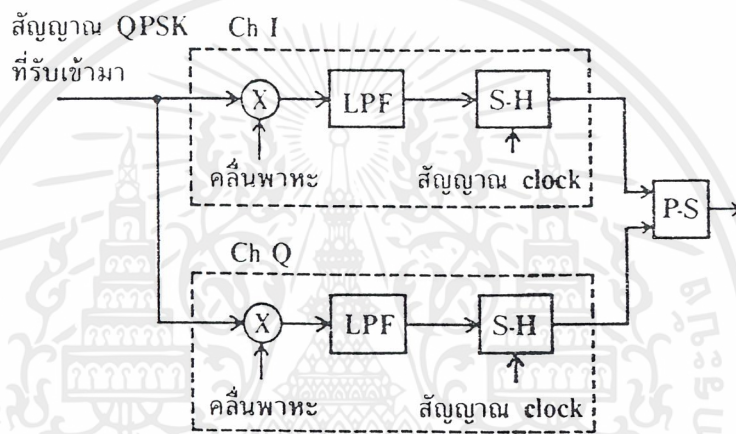 สัญญาณ QPSK
ที่รับเข้ามา
Ch I
X
LPF
S-H
คลื่นพาหะ
สัญญาณ clock
P-S
Ch Q
X
LPF
S-H
คลื่นพาหะ
สัญญาณ clock